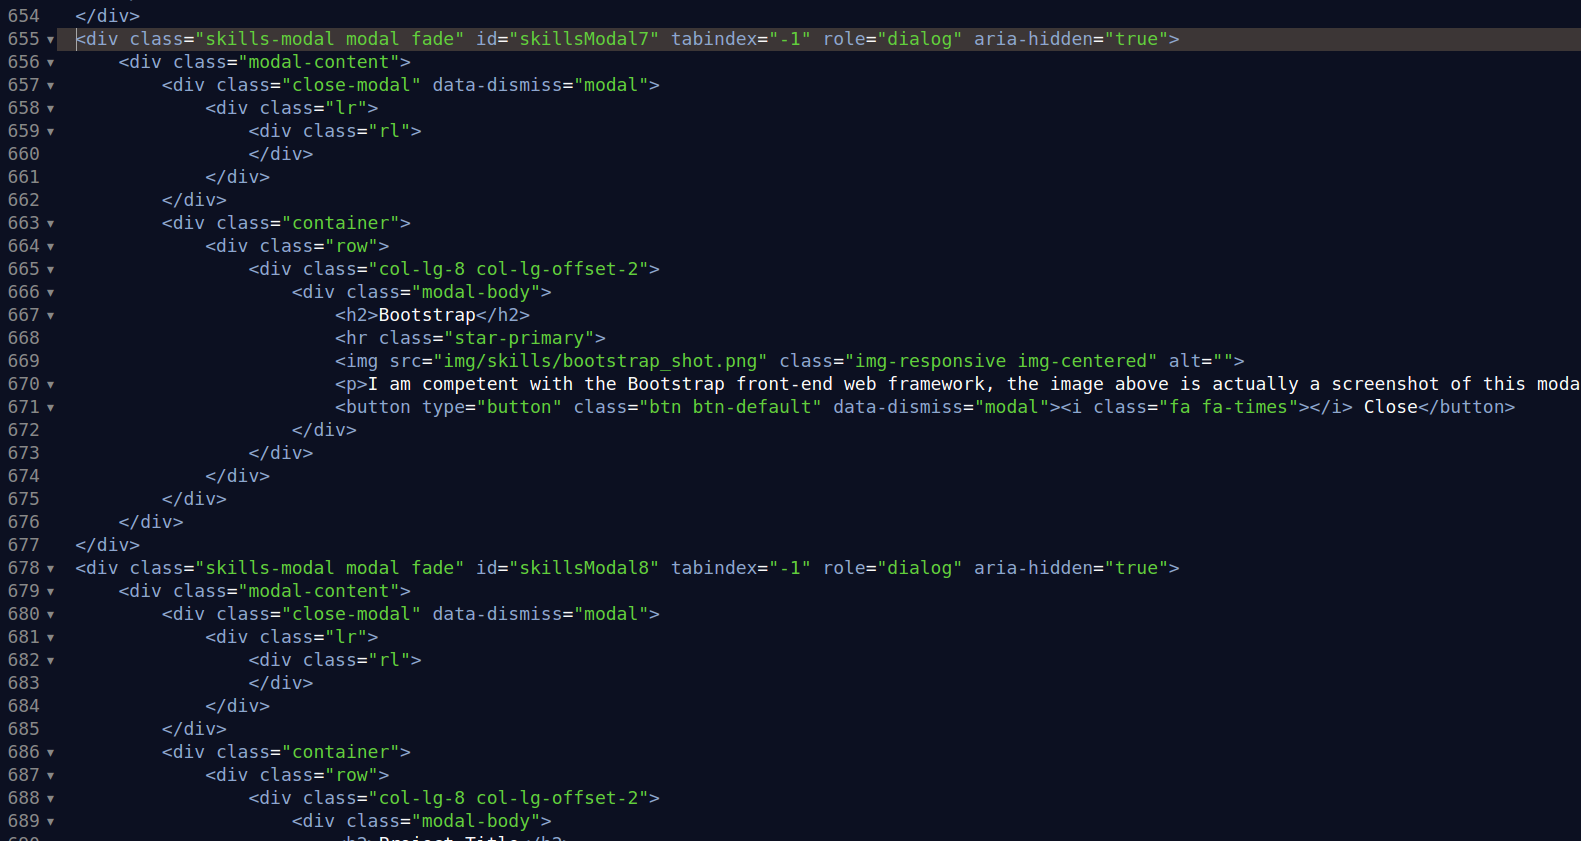 654 </div>
655 <div class="skills-modal modal fade" id="skillsModal7" tabindex="-1" role="dialog" aria-hidden="true">
656 <div class="modal-content">
657 <div class="close-modal" data-dismiss="modal">
658 <div class="lr">
659 <div class="rl">
660 </div>
661 </div>
662 </div>
663 <div class="container">
664 <div class="row">
665 <div class="col-lg-8 col-lg-offset-2">
666 <div class="modal-body">
667 <h2>Bootstrap</h2>
668 <hr class="star-primary">
669 <img src="img/skills/bootstrap_shot.png" class="img-responsive img-centered" alt="">
670 <p>I am competent with the Bootstrap front-end web framework, the image above is actually a screenshot of this moda
671 <button type="button" class="btn btn-default" data-dismiss="modal"><i class="fa fa-times"></i> Close</button>
672 </div>
673 </div>
674 </div>
675 </div>
676 </div>
677 </div>
678 <div class="skills-modal modal fade" id="skillsModal8" tabindex="-1" role="dialog" aria-hidden="true">
679 <div class="modal-content">
680 <div class="close-modal" data-dismiss="modal">
681 <div class="lr">
682 <div class="rl">
683 </div>
684 </div>
685 </div>
686 <div class="container">
687 <div class="row">
688 <div class="col-lg-8 col-lg-offset-2">
689 <div class="modal-body">
690 <h2>Project Title</h2>